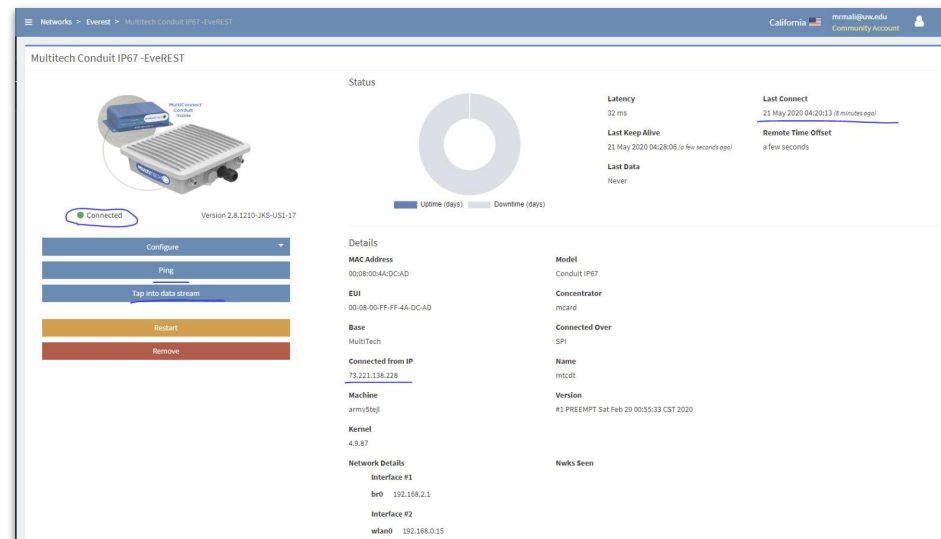 Networks > Everest > Multitech Conduit IP67 -EveREST
California
mrmali@uw.edu
Community Account
Multitech Conduit IP67 -EveREST
MultiConnect
Conduit
Inside
MULTITECH
Connected
Version 2.8.1210-JKS-US1-17
Configure
Ping
Tap into data stream
Restart
Remove
Status
Uptime (days)
Downtime (days)
Latency
32 ms
Last Connect
21 May 2020 04:20:13 (8 minutes ago)
Last Keep Alive
21 May 2020 04:28:06 (a few seconds ago)
Remote Time Offset
a few seconds
Last Data
Never
Details
MAC Address
00:08:00:4A:DC:AD
Model
Conduit IP67
EUI
00-08-00-FF-FF-4A-DC-AD
Concentrator
mcard
Base
MultiTech
Connected Over
SPI
Connected from IP
73.221.138.228
Name
mtcdt
Machine
armv5tejl
Version
#1 PREEMPT Sat Feb 29 00:55:33 CST 2020
Kernel
4.9.87
Network Details
Nwks Seen
Interface #1
br0 192.168.2.1
Interface #2
wlan0 192.168.0.15